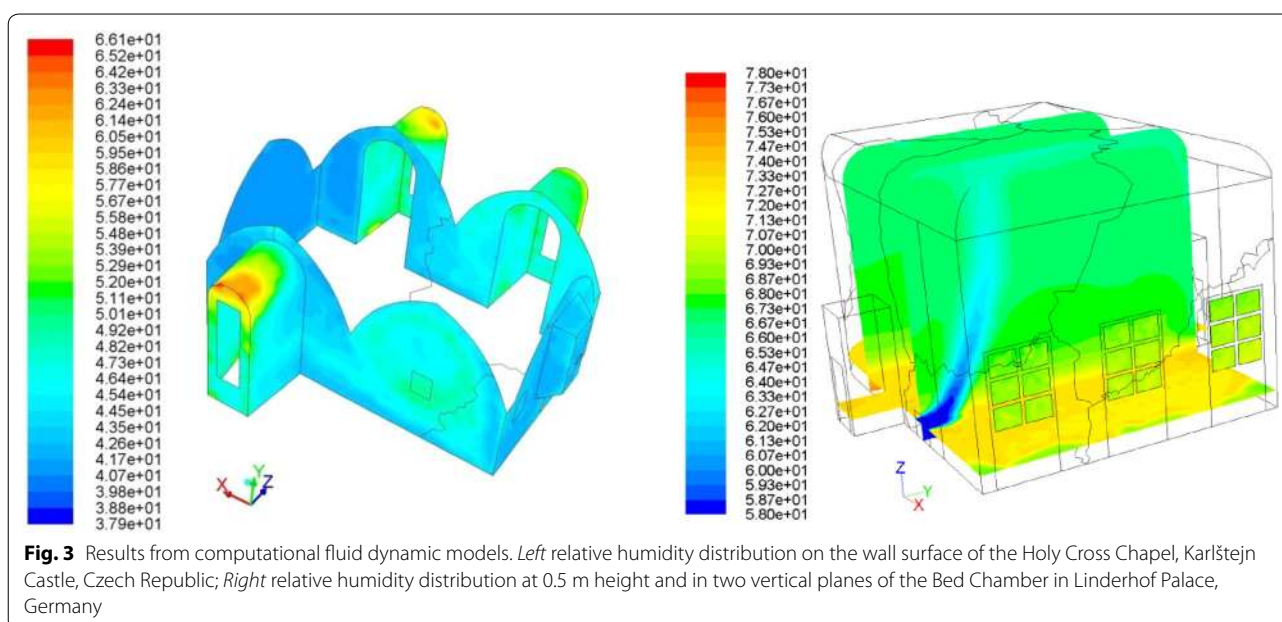 6.61e+01
6.52e+01
6.42e+01
6.33e+01
6.24e+01
6.14e+01
6.05e+01
5.95e+01
5.86e+01
5.77e+01
5.67e+01
5.58e+01
5.48e+01
5.39e+01
5.29e+01
5.20e+01
5.11e+01
5.01e+01
4.92e+01
4.82e+01
4.73e+01
4.64e+01
4.54e+01
4.45e+01
4.35e+01
4.26e+01
4.17e+01
4.07e+01
3.98e+01
3.88e+01
3.79e+01
X
Y
Z
7.80e+01
7.73e+01
7.67e+01
7.60e+01
7.53e+01
7.47e+01
7.40e+01
7.33e+01
7.27e+01
7.20e+01
7.13e+01
7.07e+01
7.00e+01
6.93e+01
6.87e+01
6.80e+01
6.73e+01
6.67e+01
6.60e+01
6.53e+01
6.47e+01
6.40e+01
6.33e+01
6.27e+01
6.20e+01
6.13e+01
6.07e+01
6.00e+01
5.93e+01
5.87e+01
5.80e+01
Z
Y
X
Fig. 3 Results from computational fluid dynamic models. Left relative humidity distribution on the wall surface of the Holy Cross Chapel, Karlštejn
Castle, Czech Republic; Right relative humidity distribution at 0.5 m height and in two vertical planes of the Bed Chamber in Linderhof Palace,
Germany